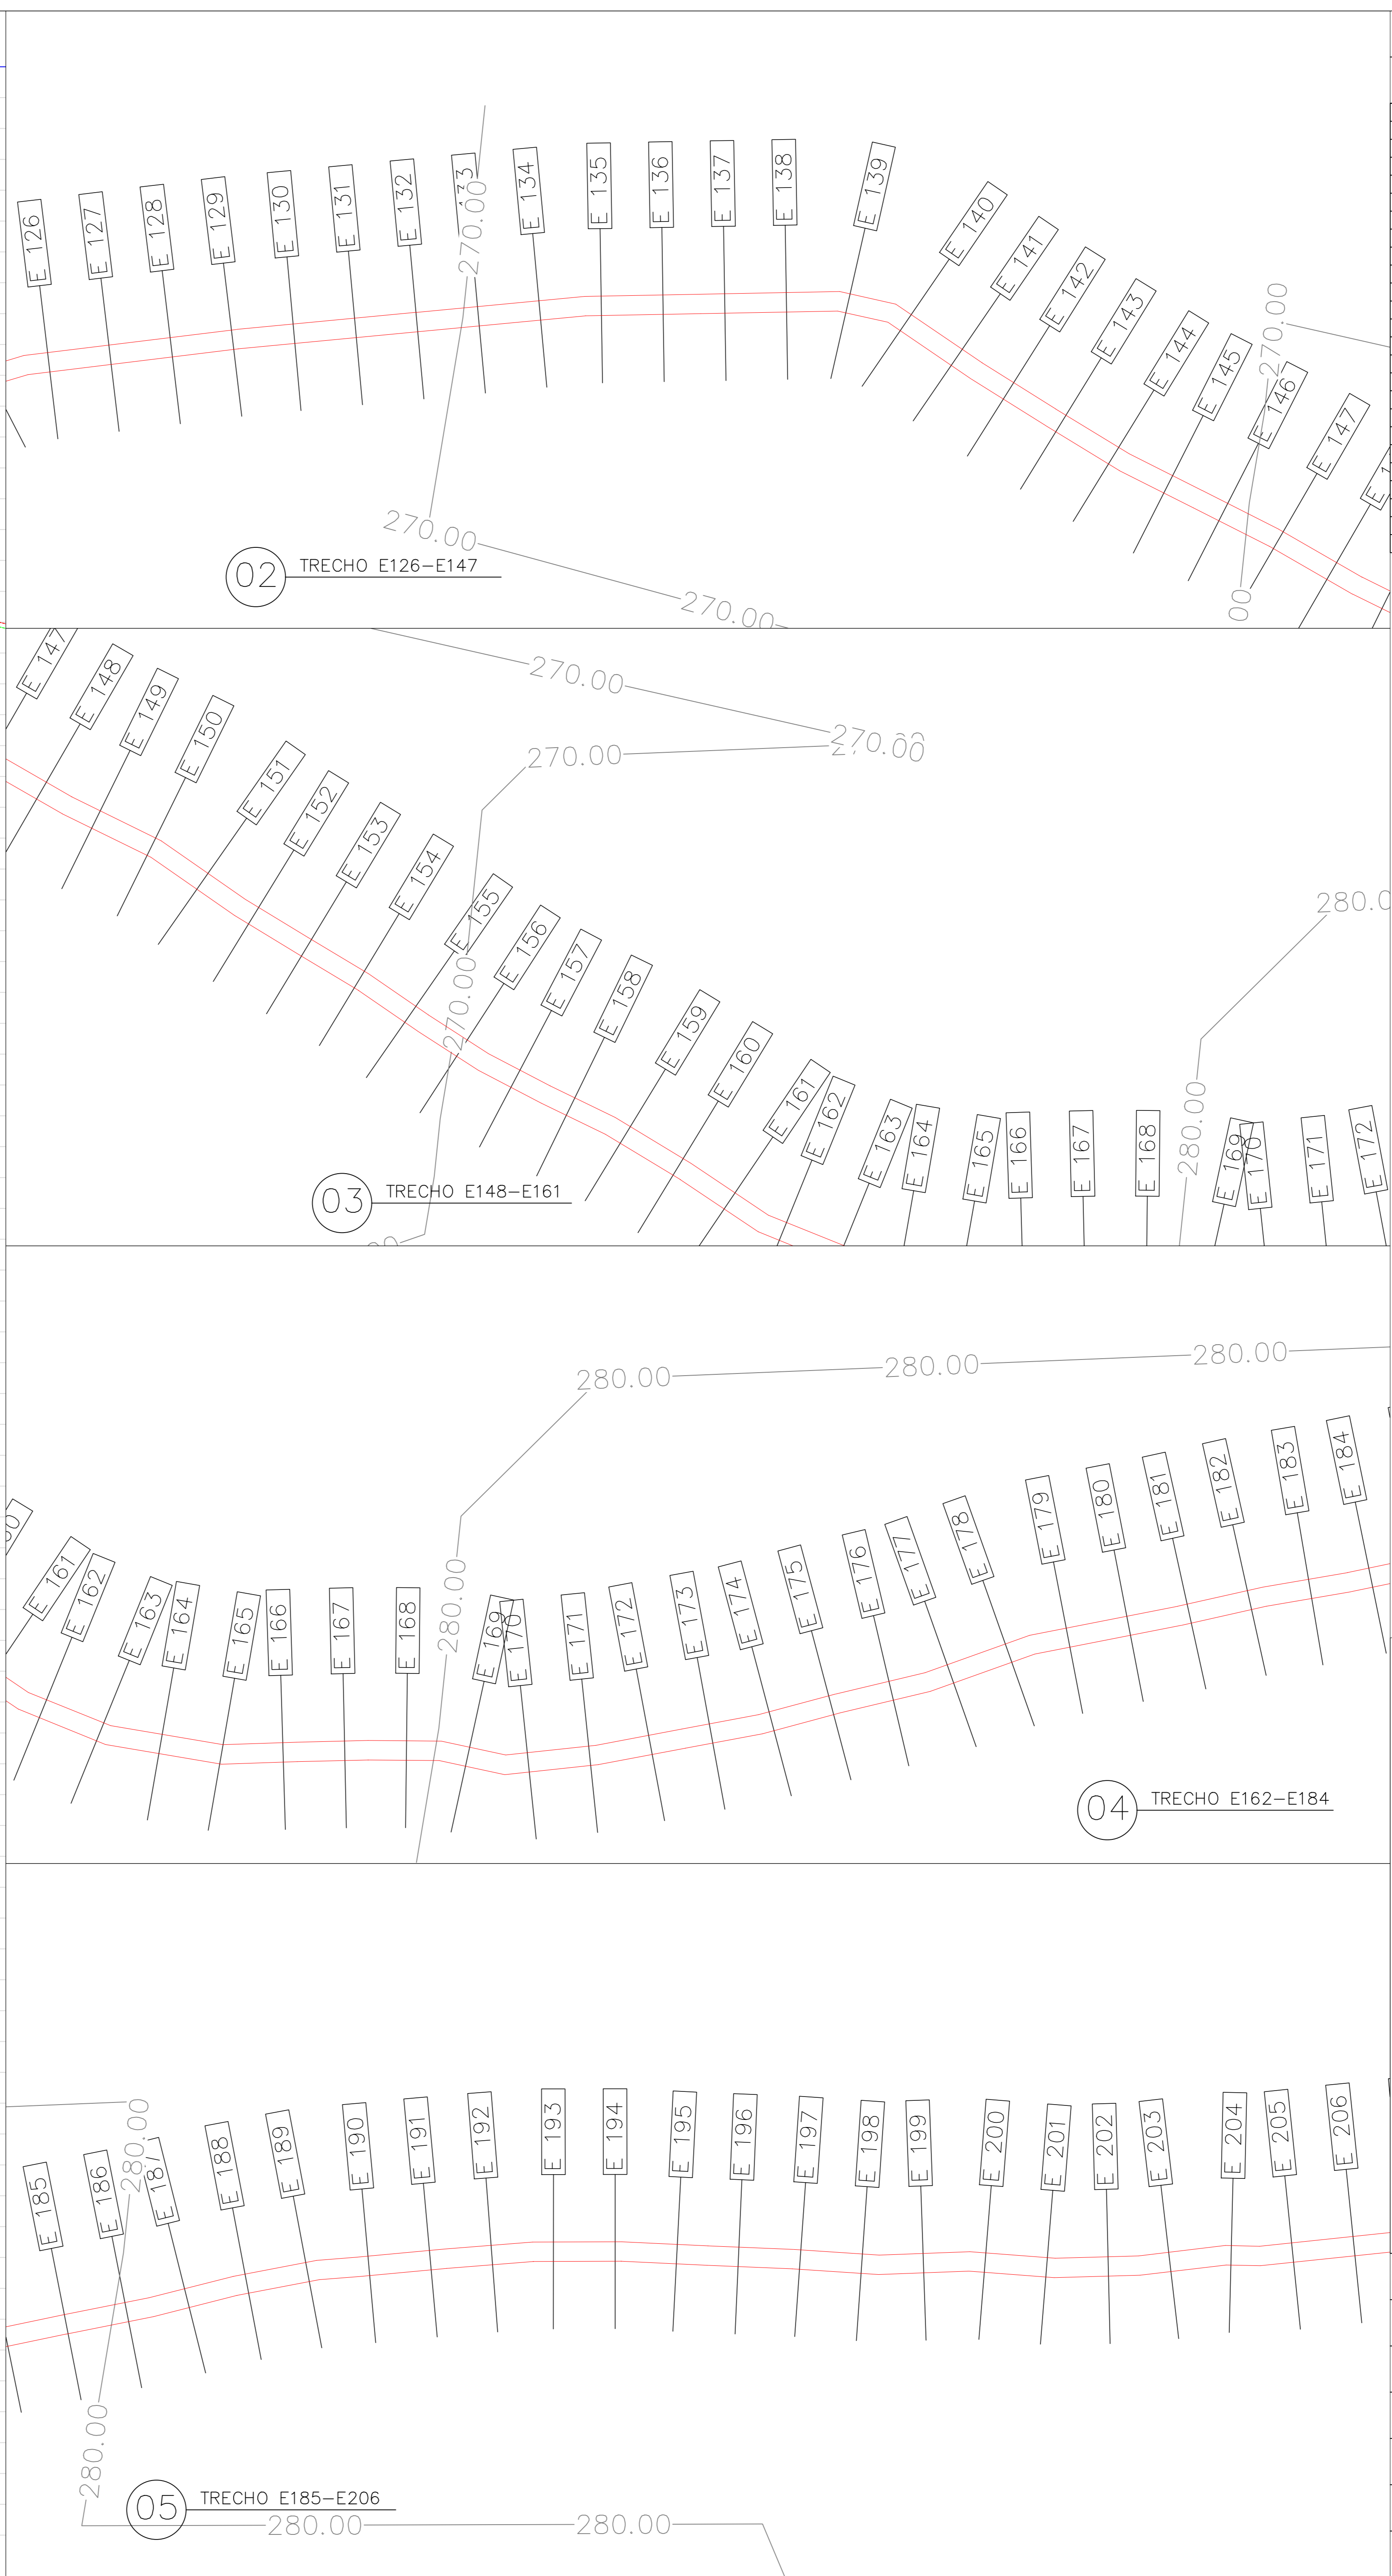 E 126
E 127
E 128
E 129
E 130
E 131
E 132
E 134
E 135
E 136
E 137
E 138
E 139
E 140
E 141
E 142
E 143
E 144
E 145
E 146
E 147
270.00
270.00
270.00
270.00
02
TRECHO E126-E147
E 147
E 148
E 149
E 150
E 151
E 152
E 153
E 154
E 155
E 156
E 157
E 158
E 159
E 160
E 161
E 162
E 163
E 164
E 165
E 166
E 167
E 168
E 169
E 170
E 171
E 172
270.00
270.00
270.00
270.00
270.00
280.00
03
TRECHO E148-E161
280.00
280.00
280.00
280.00
E 161
E 162
E 163
E 164
E 165
E 166
E 167
E 168
E 169
E 170
E 171
E 172
E 173
E 174
E 175
E 176
E 177
E 178
E 179
E 180
E 181
E 182
E 183
E 184
04
TRECHO E162-E184
E 185
E 186
E 187
E 188
E 189
E 190
E 191
E 192
E 193
E 194
E 195
E 196
E 197
E 198
E 199
E 200
E 201
E 202
E 203
E 204
E 205
E 206
280.00
280.00
05
TRECHO E185-E206
280.00
280.00